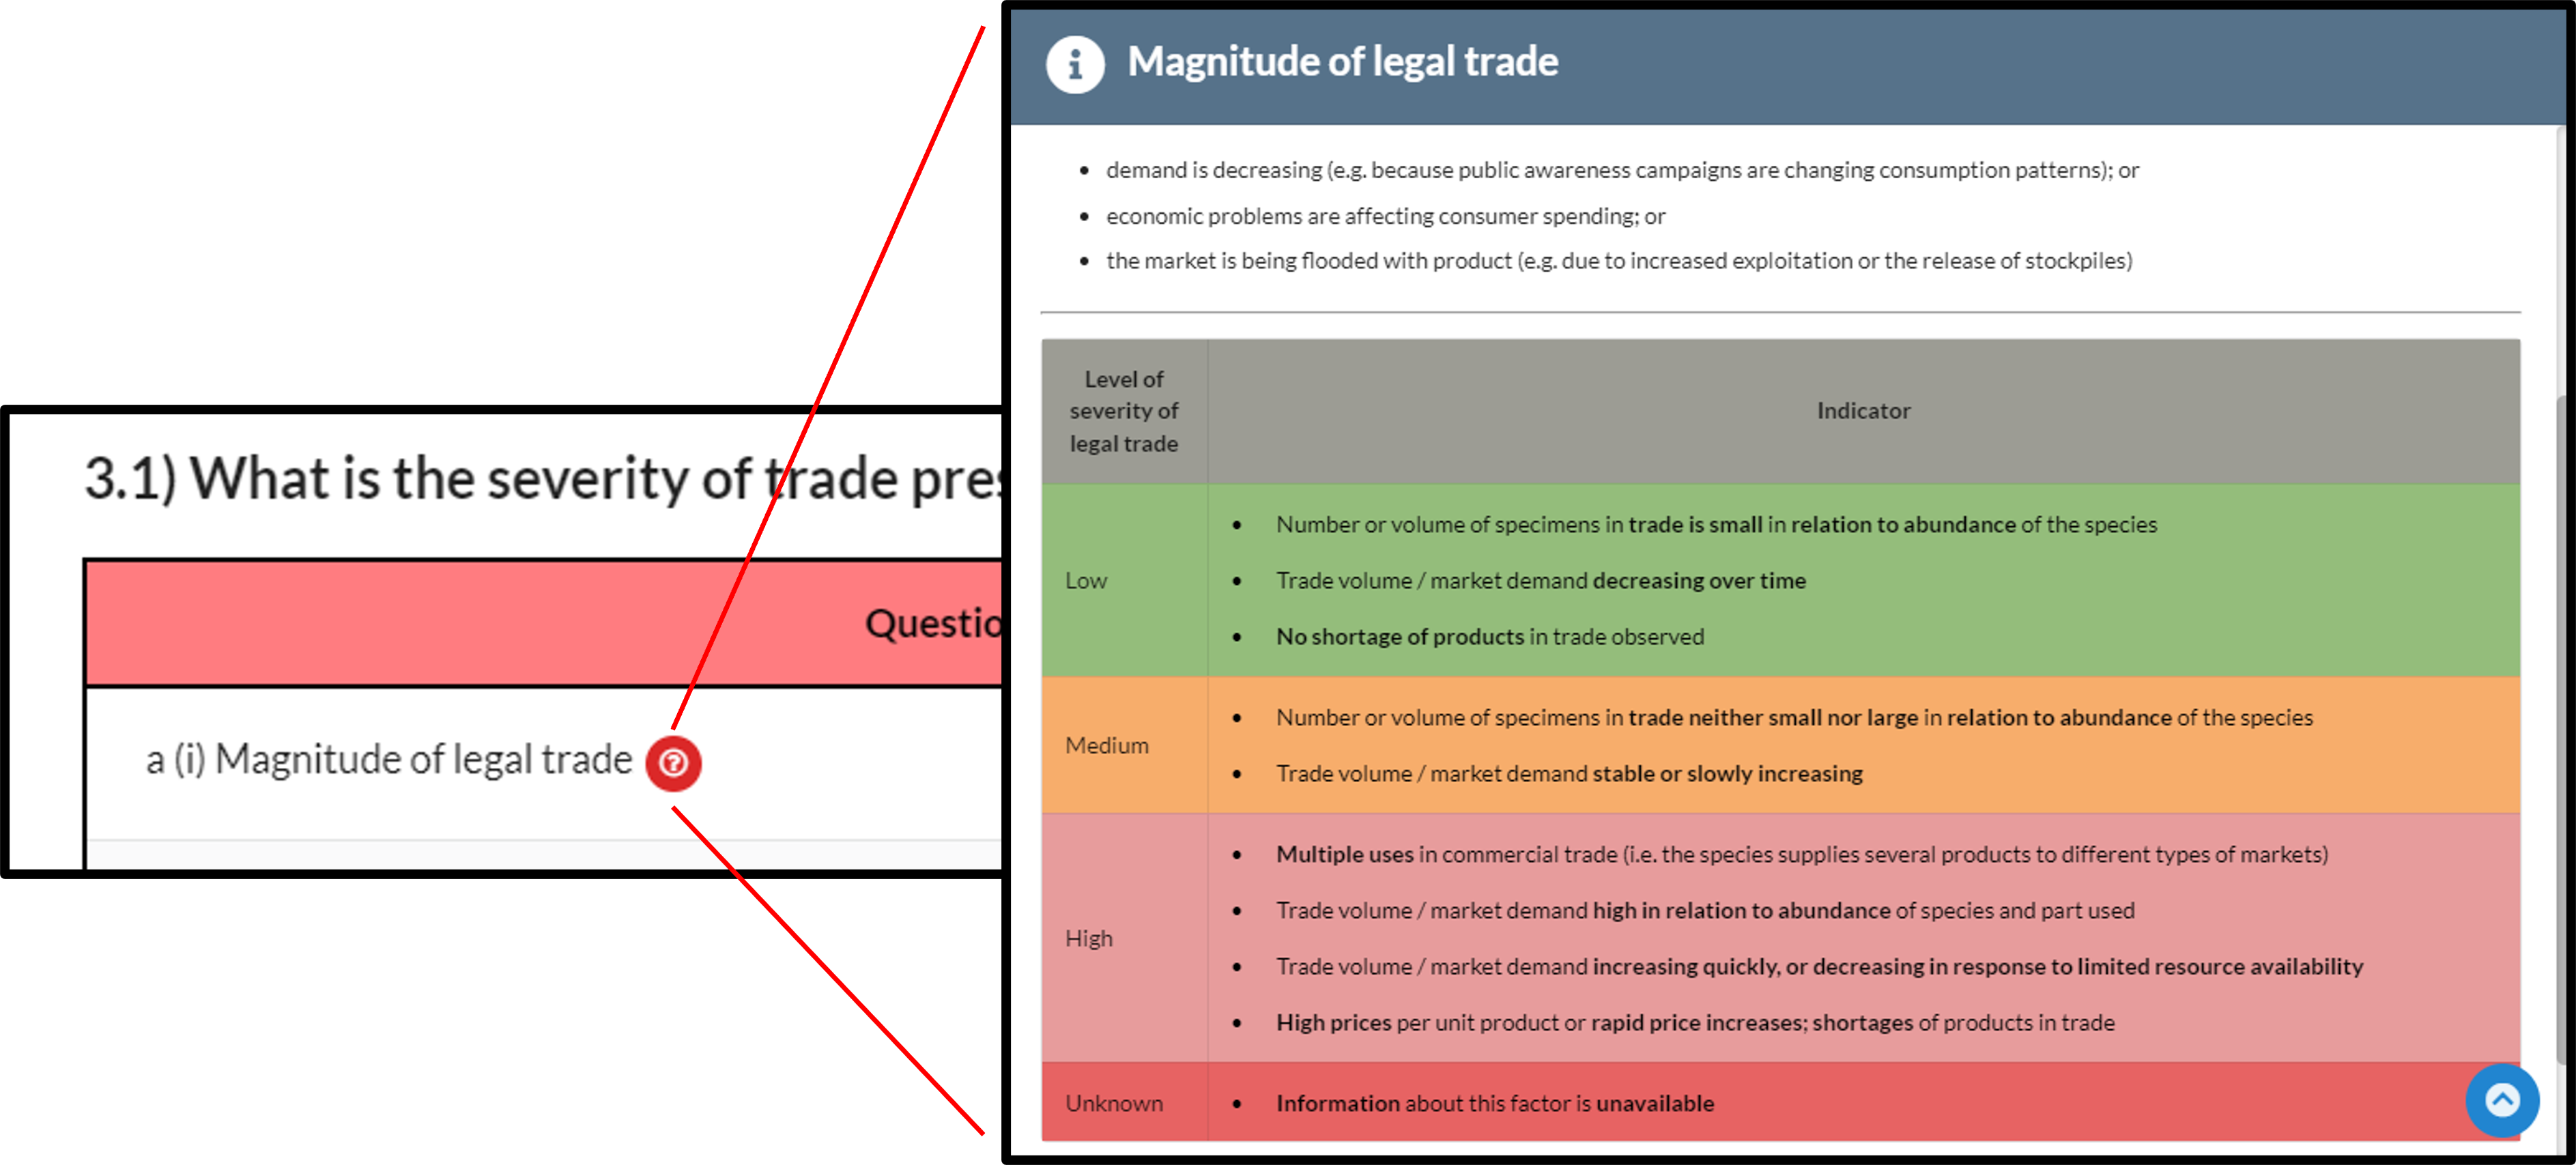 3.1) What is the severity of trade pres
Questio
a (i) Magnitude of legal trade ?
i Magnitude of legal trade
• demand is decreasing (e.g. because public awareness campaigns are changing consumption patterns); or
• economic problems are affecting consumer spending; or
• the market is being flooded with product (e.g. due to increased exploitation or the release of stockpiles)
Level of
severity of
legal trade
Indicator
Low
• Number or volume of specimens in trade is small in relation to abundance of the species
• Trade volume / market demand decreasing over time
• No shortage of products in trade observed
Medium
• Number or volume of specimens in trade neither small nor large in relation to abundance of the species
• Trade volume / market demand stable or slowly increasing
High
• Multiple uses in commercial trade (i.e. the species supplies several products to different types of markets)
• Trade volume / market demand high in relation to abundance of species and part used
• Trade volume / market demand increasing quickly, or decreasing in response to limited resource availability
• High prices per unit product or rapid price increases; shortages of products in trade
Unknown
• Information about this factor is unavailable